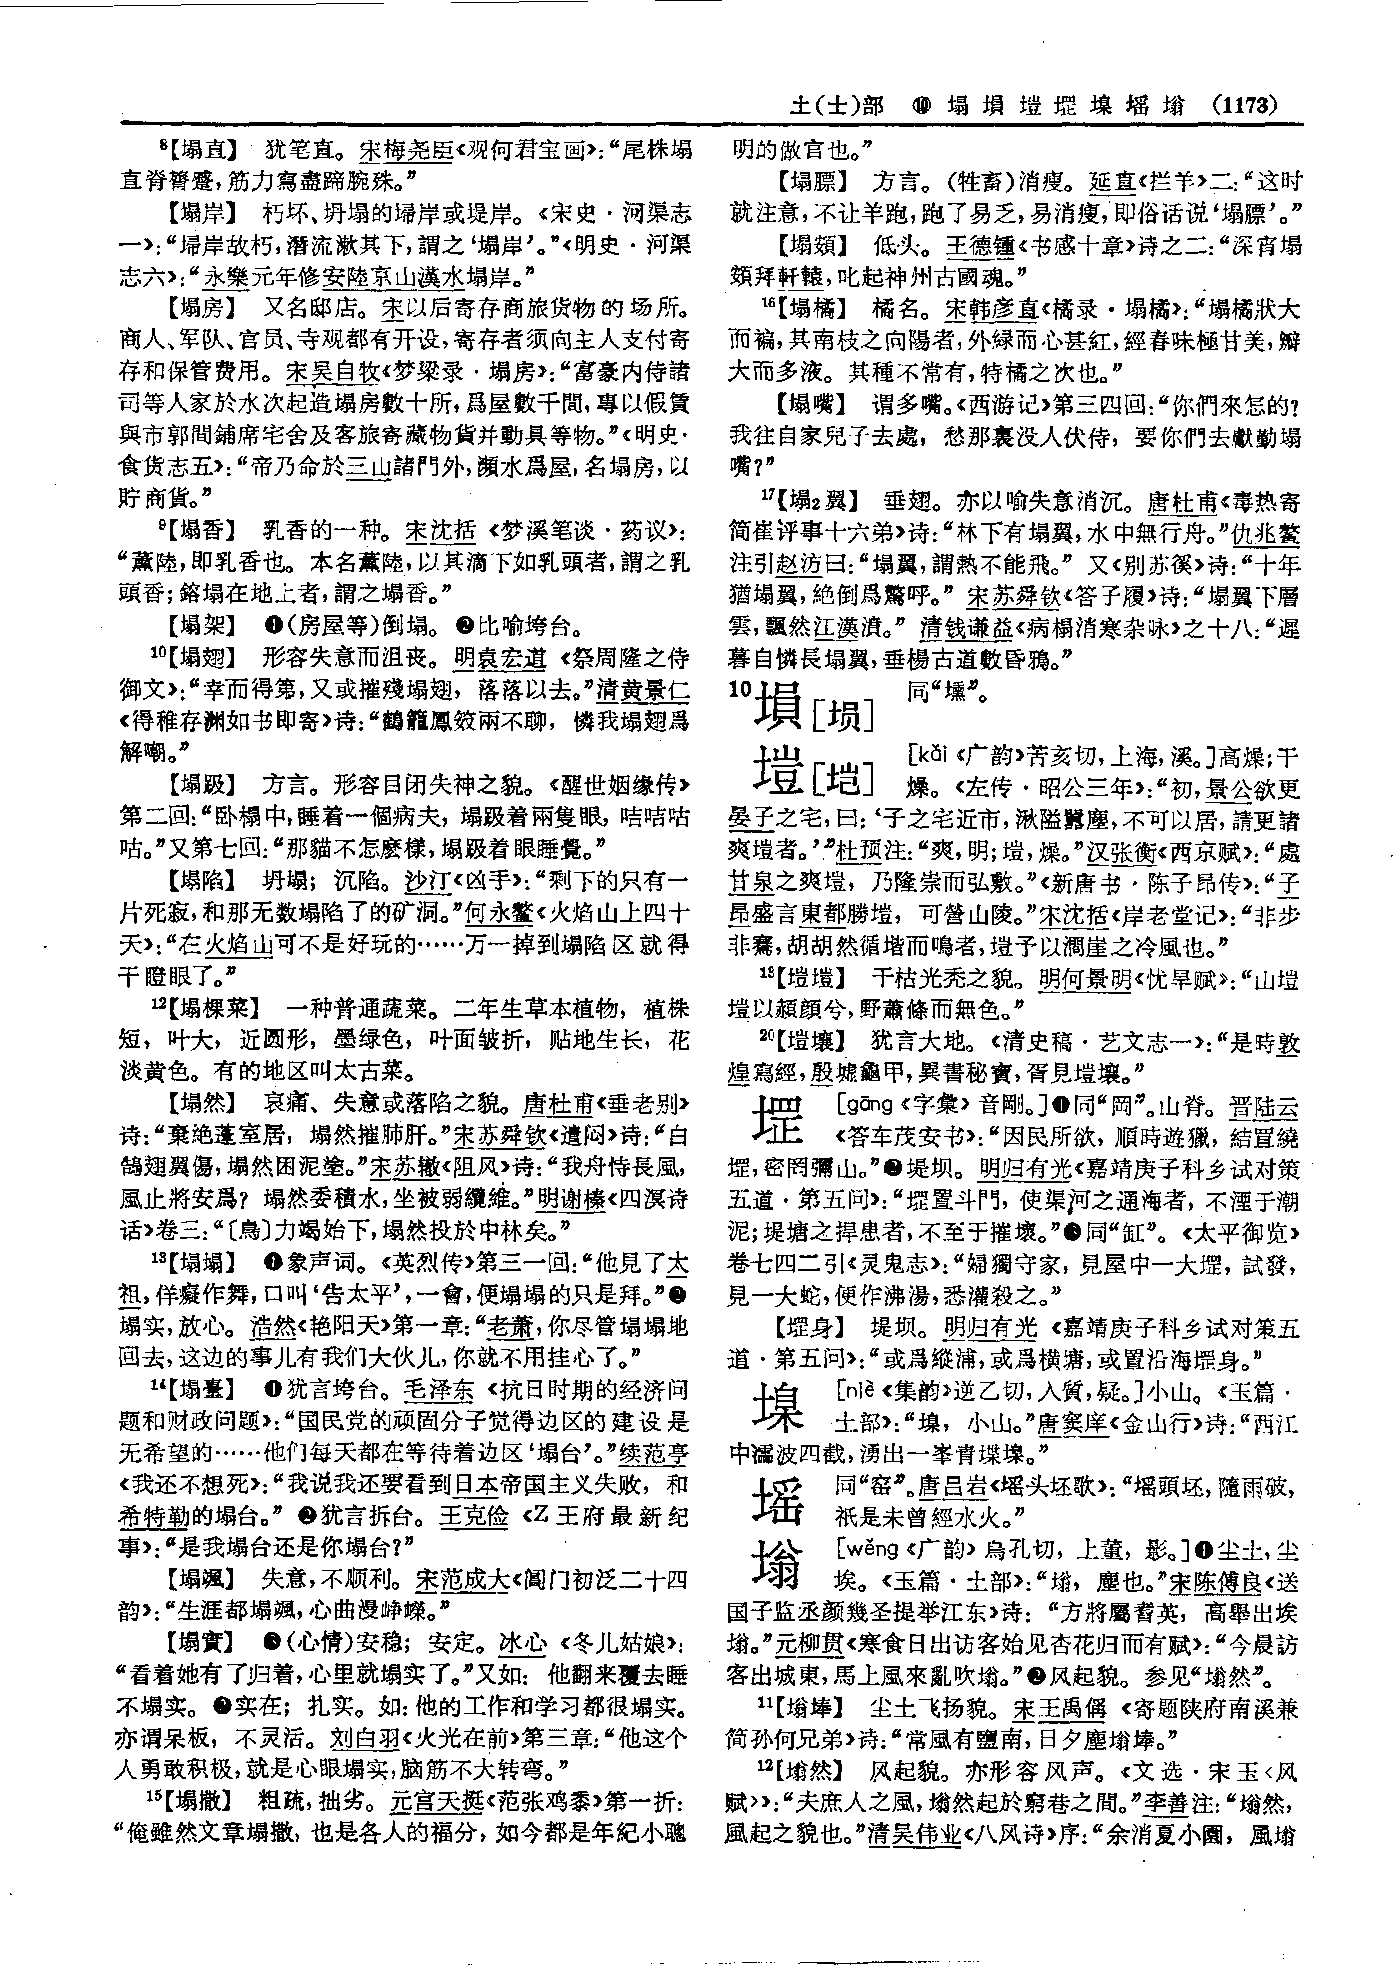 土(士)部　⑩　塌塤塏堽㙞䍃塕　(1173)
⁸【塌直】　犹笔直。宋梅尧臣《观何君宝画》：“尾株塌
直脊膂蹙，筋力寫盡蹄腕殊。”
【塌岸】　朽坏、坍塌的埽岸或堤岸。《宋史·河渠志
一》：“埽岸故朽，潛流漱其下，謂之‘塌岸’。”《明史·河渠
志六》：“永樂元年修安陸京山漢水塌岸。”
【塌房】　又名邸店。宋以后寄存商旅货物的场所。
商人、军队、官员、寺观都有开设，寄存者须向主人支付寄
存和保管费用。宋吴自牧《梦粱录·塌房》：“富豪内侍諸
司等人家於水次起造塌房數十所，爲屋數千間，專以假賃
與市郭間鋪席宅舍及客旅寄藏物貨并動具等物。”《明史·
食货志五》：“帝乃命於三山諸門外，瀕水爲屋，名塌房，以
貯商貨。”
⁹【塌香】　乳香的一种。宋沈括《梦溪笔谈·药议》：
“薰陸，即乳香也。本名薰陸，以其滴下如乳頭者，謂之乳
頭香；鎔塌在地上者，謂之塌香。”
【塌架】　❶(房屋等)倒塌。❷比喻垮台。
¹⁰【塌翅】　形容失意而沮丧。明袁宏道《祭周隆之侍
御文》：“幸而得第，又或摧殘塌翅，落落以去。”清黄景仁
《得稚存渊如书即寄》诗：“鶴籠鳳笯兩不聊，憐我塌翅爲
解嘲。”
【塌趿】　方言。形容目闭失神之貌。《醒世姻缘传》
第二回：“卧榻中，睡着一個病夫，塌趿着兩隻眼，咭咭咕
咕。”又第七回：“那貓不怎麽樣，塌趿着眼睡覺。”
【塌陷】　坍塌；沉陷。沙汀《凶手》：“剩下的只有一
片死寂，和那无数塌陷了的矿洞。”何永鳌《火焰山上四十
天》：“在火焰山可不是好玩的……万一掉到塌陷区就得
干瞪眼了。”
¹²【塌棵菜】　一种普通蔬菜。二年生草本植物，植株
短，叶大，近圆形，墨绿色，叶面皱折，贴地生长，花
淡黄色。有的地区叫太古菜。
【塌然】　哀痛、失意或落陷之貌。唐杜甫《垂老别》
诗：“棄絶蓬室居，塌然摧肺肝。”宋苏舜钦《遣闷》诗：“白
鵠翅翼傷，塌然困泥塗。”宋苏辙《阻风》诗：“我舟恃長風，
風止將安爲？塌然委積水，坐被弱纜維。”明谢榛《四溟诗
话》卷三：“〔鳥〕力竭始下，塌然投於中林矣。”
¹³【塌塌】　❶象声词。《英烈传》第三一回：“他見了太
祖，佯癡作舞，口叫‘告太平’，一會，便塌塌的只是拜。”❷
塌实，放心。浩然《艳阳天》第一章：“老萧，你尽管塌塌地
回去，这边的事儿有我们大伙儿，你就不用挂心了。”
¹⁴【塌臺】　❶犹言垮台。毛泽东《抗日时期的经济问
题和财政问题》：“国民党的顽固分子觉得边区的建设是
无希望的……他们每天都在等待着边区‘塌台’。”续范亭
《我还不想死》：“我说我还要看到日本帝国主义失败，和
希特勒的塌台。”❷犹言拆台。王克俭《Z王府最新纪
事》：“是我塌台还是你塌台？”
【塌颯】　失意，不顺利。宋范成大《阊门初泛二十四
韵》：“生涯都塌颯，心曲漫峥嶸。”
【塌實】　❶(心情)安稳；安定。冰心《冬儿姑娘》：
“看着她有了归着，心里就塌实了。”又如：他翻来覆去睡
不塌实。❷实在；扎实。如：他的工作和学习都很塌实。
亦谓呆板，不灵活。刘白羽《火光在前》第三章：“他这个
人勇敢积极，就是心眼塌实，脑筋不大转弯。”
¹⁵【塌撒】　粗疏，拙劣。元宫天挺《范张鸡黍》第一折：
“俺雖然文章塌撒，也是各人的福分，如今都是年紀小聰
明的做官也。”
【塌膘】　方言。(牲畜)消瘦。延直《拦羊》二：“这时
就注意，不让羊跑，跑了易乏，易消瘦，即俗话说‘塌膘’。”
【塌頞】　低头。王德锺《书感十章》诗之二：“深宵塌
頞拜軒轅，叱起神州古國魂。”
¹⁶【塌橘】　橘名。宋韩彦直《橘录·塌橘》：“塌橘狀大
而褊，其南枝之向陽者，外緑而心甚紅，經春味極甘美，瓣
大而多液。其種不常有，特橘之次也。”
【塌嘴】　谓多嘴。《西游记》第三四回：“你們來怎的？
我往自家兒子去處，愁那裏没人伏侍，要你們去獻勤塌
嘴？”
¹⁷【塌₂翼】　垂翅。亦以喻失意消沉。唐杜甫《毒热寄
简崔评事十六弟》诗：“林下有塌翼，水中無行舟。”仇兆鳌
注引赵汸曰：“塌翼，謂熱不能飛。”又《别苏徯》诗：“十年
猶塌翼，絶倒爲驚呼。”宋苏舜钦《答子履》诗：“塌翼下層
雲，飄然江漢濆。”清钱谦益《病榻消寒杂咏》之十八：“遲
暮自憐長塌翼，垂楊古道數昏鴉。”
10塤［埙］　同“壎”。
塏［垲］　［kǎi《广韵》苦亥切，上海，溪。］高燥；干
燥。《左传·昭公三年》：“初，景公欲更
晏子之宅，曰：‘子之宅近市，湫隘囂塵，不可以居，請更諸
爽塏者。’”杜预注：“爽，明；塏，燥。”汉张衡《西京赋》：“處
甘泉之爽塏，乃隆崇而弘敷。”《新唐书·陈子昂传》：“子
昂盛言東都勝塏，可營山陵。”宋沈括《岸老堂记》：“非步
非騫，胡胡然循堦而鳴者，塏予以澗崖之冷風也。”
¹³【塏塏】　干枯光秃之貌。明何景明《忧旱赋》：“山塏
塏以頳顔兮，野蕭條而無色。”
²⁰【塏壤】　犹言大地。《清史稿·艺文志一》：“是時敦
煌寫經，殷墟龜甲，異書秘寶，胥見塏壤。”
堽　［gāng《字彙》音剛。］❶同“岡”。山脊。晋陆云
《答车茂安书》：“因民所欲，順時遊獵，結罝繞
堽，密罔彌山。”❷堤坝。明归有光《嘉靖庚子科乡试对策
五道·第五问》：“堽置斗門，使渠河之通海者，不湮于潮
泥；堤塘之捍患者，不至于摧壞。”❸同“缸”。《太平御览》
卷七四二引《灵鬼志》：“婦獨守家，見屋中一大堽，試發，
見一大蛇，便作沸湯，悉灌殺之。”
【堽身】　堤坝。明归有光《嘉靖庚子科乡试对策五
道·第五问》：“或爲縱浦，或爲横塘，或置沿海堽身。”
㙞　［niè《集韵》逆乙切，入質，疑。］小山。《玉篇·
土部》：“㙞，小山。”唐窦庠《金山行》诗：“西江
中濡波四截，湧出一峯青堞㙞。”
同“窑”。唐吕岩《㙘头坯歌》：“㙘頭坯，隨雨破，
祇是未曾經水火。”
塕　［wěng《广韵》烏孔切，上董，影。］❶尘土，尘
埃。《玉篇·土部》：“塕，塵也。”宋陈傅良《送
国子监丞颜幾圣提举江东》诗：“方將屬耆英，高舉出埃
塕。”元柳贯《寒食日出访客始见杏花归而有赋》：“今晨訪
客出城東，馬上風來亂吹塕。”❷风起貌。参见“塕然”。
¹¹【塕埲】　尘土飞扬貌。宋王禹偁《寄题陕府南溪兼
简孙何兄弟》诗：“常風有鹽南，日夕塵塕埲。”
¹²【塕然】　风起貌。亦形容风声。《文选·宋玉〈风
赋〉》：“夫庶人之風，塕然起於窮巷之間。”李善注：“塕然，
風起之貌也。”清吴伟业《八风诗》序：“余消夏小園，風塕